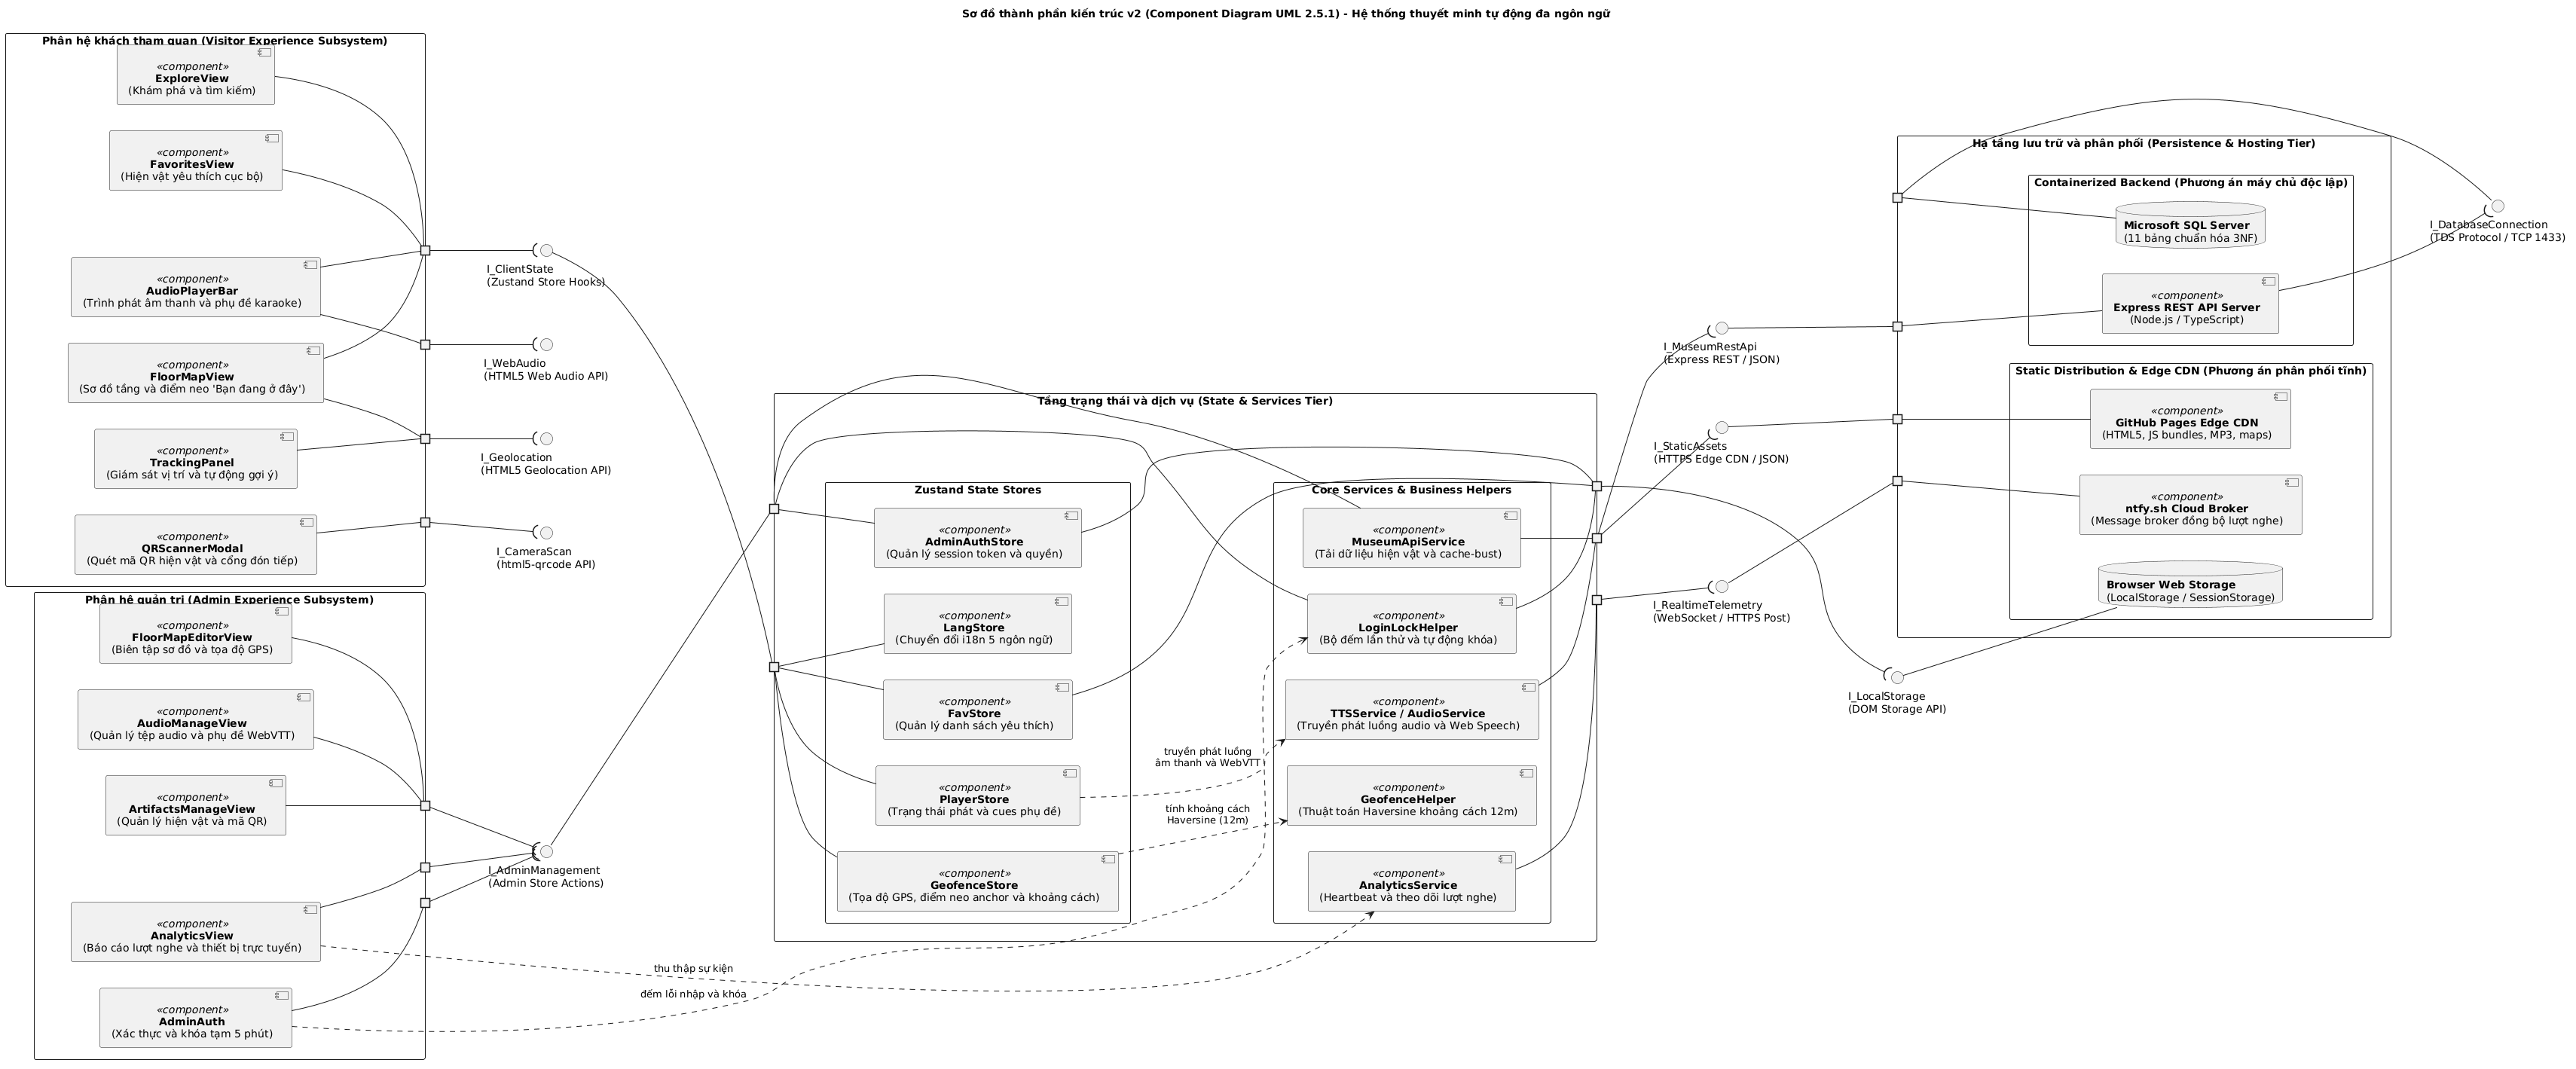 Sơ đồ thành phần kiến trúc v2 (Component Diagram UML 2.5.1) - Hệ thống thuyết minh tự động đa ngôn ngữ
Phân hệ khách tham quan (Visitor Experience Subsystem)
«component»
ExploreView
(Khám phá và tìm kiếm)
«component»
FavoritesView
(Hiện vật yêu thích cục bộ)
«component»
AudioPlayerBar
(Trình phát âm thanh và phụ đề karaoke)
«component»
FloorMapView
(Sơ đồ tầng và điểm neo 'Bạn đang ở đây')
«component»
TrackingPanel
(Giám sát vị trí và tự động gợi ý)
«component»
QRScannerModal
(Quét mã QR hiện vật và cổng đón tiếp)
Phân hệ quản trị (Admin Experience Subsystem)
«component»
FloorMapEditorView
(Biên tập sơ đồ và tọa độ GPS)
«component»
AudioManageView
(Quản lý tệp audio và phụ đề WebVTT)
«component»
ArtifactsManageView
(Quản lý hiện vật và mã QR)
«component»
AnalyticsView
(Báo cáo lượt nghe và thiết bị trực tuyến)
«component»
AdminAuth
(Xác thực và khóa tạm 5 phút)
I_ClientState
(Zustand Store Hooks)
I_WebAudio
(HTML5 Web Audio API)
I_Geolocation
(HTML5 Geolocation API)
I_CameraScan
(html5-qrcode API)
I_AdminManagement
(Admin Store Actions)
thu thập sự kiện
đếm lỗi nhập và khóa
Tầng trạng thái và dịch vụ (State & Services Tier)
Zustand State Stores
«component»
AdminAuthStore
(Quản lý session token và quyền)
«component»
LangStore
(Chuyển đổi i18n 5 ngôn ngữ)
«component»
FavStore
(Quản lý danh sách yêu thích)
«component»
PlayerStore
(Trạng thái phát và cues phụ đề)
«component»
GeofenceStore
(Tọa độ GPS, điểm neo anchor và khoảng cách)
truyền phát luồng
âm thanh và WebVTT
tính khoảng cách
Haversine (12m)
Core Services & Business Helpers
«component»
MuseumApiService
(Tải dữ liệu hiện vật và cache-bust)
«component»
LoginLockHelper
(Bộ đếm lần thử và tự động khóa)
«component»
TTSService / AudioService
(Truyền phát luồng audio và Web Speech)
«component»
GeofenceHelper
(Thuật toán Haversine khoảng cách 12m)
«component»
AnalyticsService
(Heartbeat và theo dõi lượt nghe)
I_MuseumRestApi
(Express REST / JSON)
I_StaticAssets
(HTTPS Edge CDN / JSON)
I_RealtimeTelemetry
(WebSocket / HTTPS Post)
I_LocalStorage
(DOM Storage API)
Hạ tầng lưu trữ và phân phối (Persistence & Hosting Tier)
Containerized Backend (Phương án máy chủ độc lập)
Microsoft SQL Server
(11 bảng chuẩn hóa 3NF)
«component»
Express REST API Server
(Node.js / TypeScript)
Static Distribution & Edge CDN (Phương án phân phối tĩnh)
«component»
GitHub Pages Edge CDN
(HTML5, JS bundles, MP3, maps)
«component»
ntfy.sh Cloud Broker
(Message broker đồng bộ lượt nghe)
Browser Web Storage
(LocalStorage / SessionStorage)
I_DatabaseConnection
(TDS Protocol / TCP 1433)